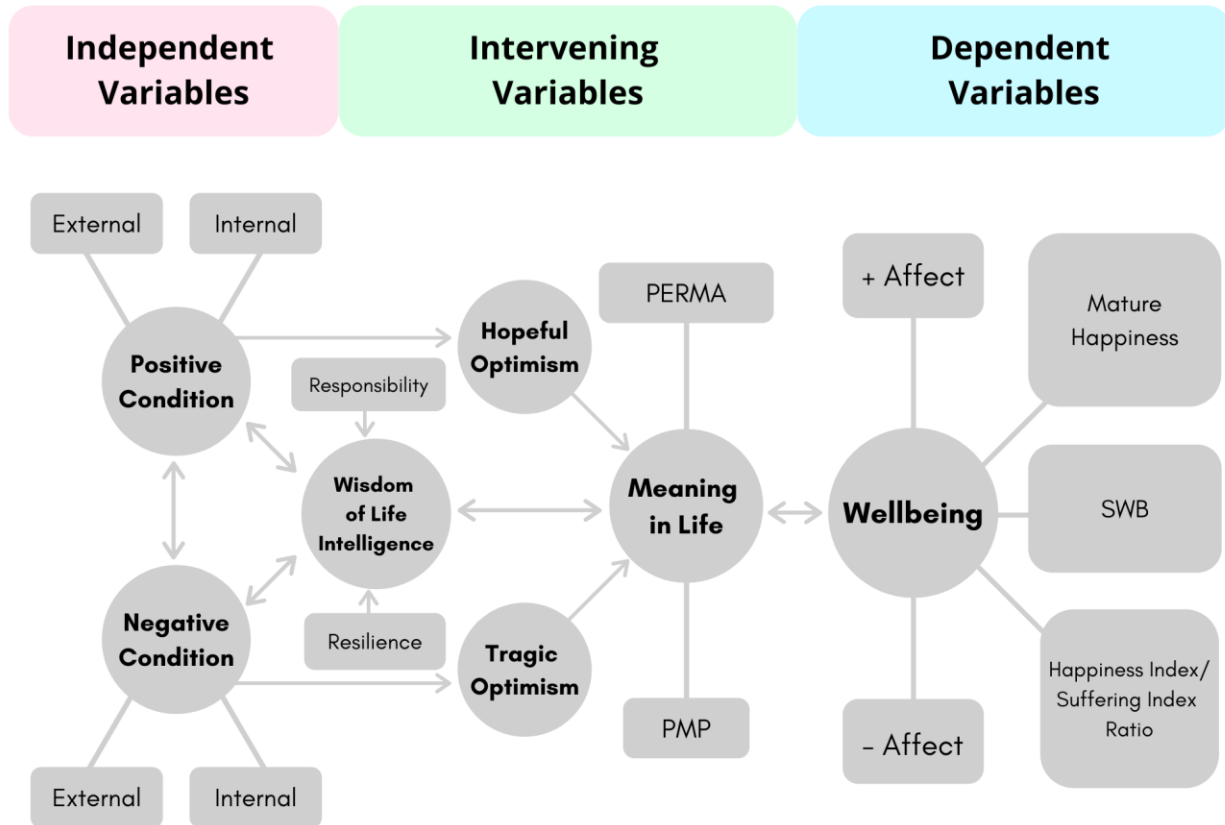 Independent
Variables
Intervening
Variables
Dependent
Variables
External
Internal
Positive
Condition
Responsibility
Wisdom
of Life
Intelligence
Resilience
Negative
Condition
External
Internal
Hopeful
Optimism
Tragic
Optimism
PERMA
Meaning
in Life
PMP
+ Affect
Wellbeing
- Affect
Mature
Happiness
SWB
Happiness Index/
Suffering Index
Ratio